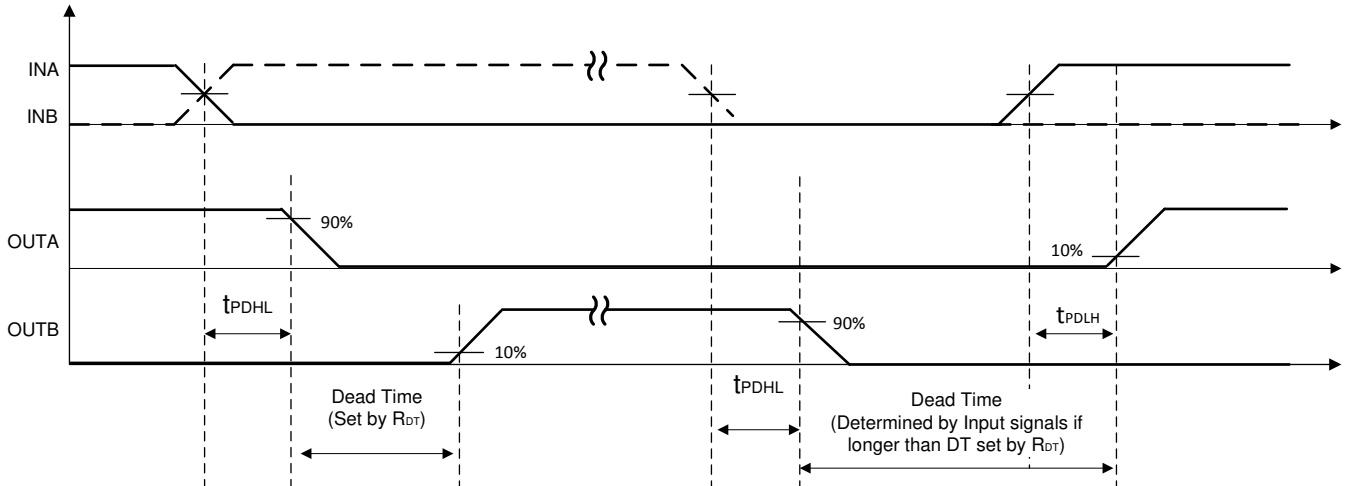 INA
INB
90%
OUTA
10%
tPDHL
tPDLH
OUTB
90%
10%
tPDHL
Dead Time
(Set by RDT)
Dead Time
(Determined by Input signals if
longer than DT set by RDT)